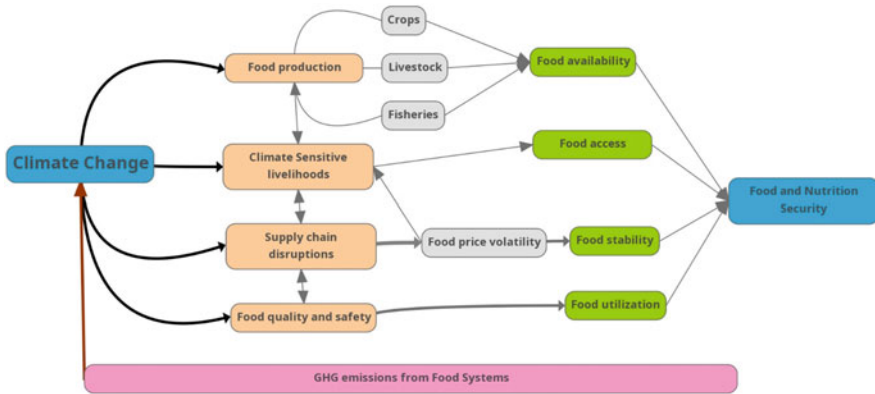 Crops
Food production
Livestock
Food availability
Fisheries
Climate Change
Climate Sensitive
livelihoods
Food access
Food and Nutrition
Security
Supply chain
disruptions
Food price volatility
Food stability
Food quality and safety
Food utilization
GHG emissions from Food Systems